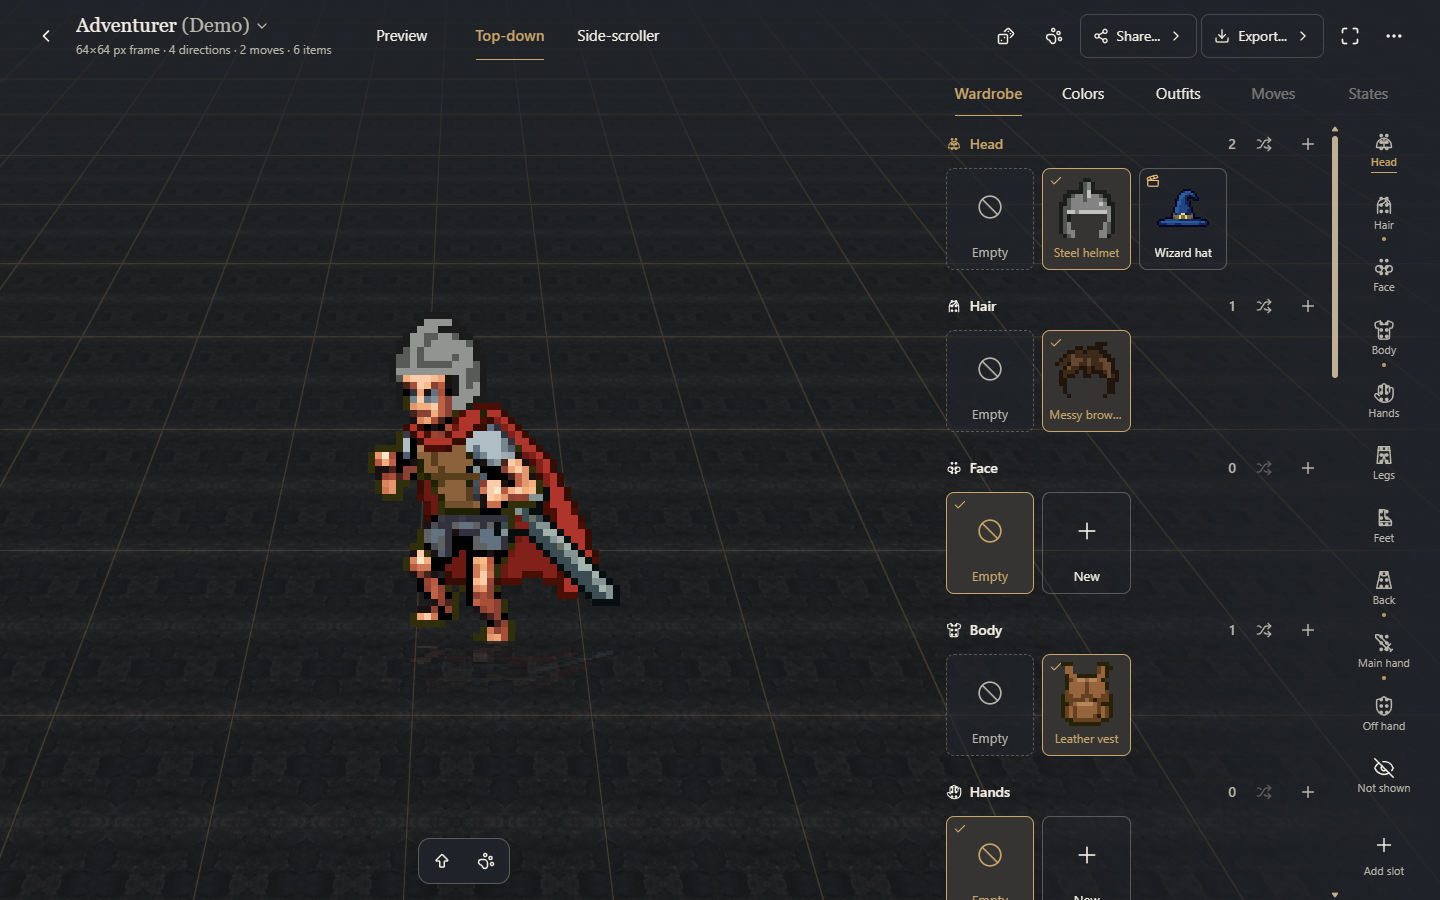 Adventurer (Demo)
64×64 px frame · 4 directions · 2 moves · 6 items
Preview
Top-down
Side-scroller
Share...
Export...
Wardrobe
Colors
Outfits
Moves
States
Head
2
Empty
Steel helmet
Wizard hat
Hair
1
Empty
Messy brow...
Face
0
Empty
New
Body
1
Empty
Leather vest
Hands
0
Empty
New
Head
Hair
Face
Body
Hands
Legs
Feet
Back
Main hand
Off hand
Not shown
Add slot